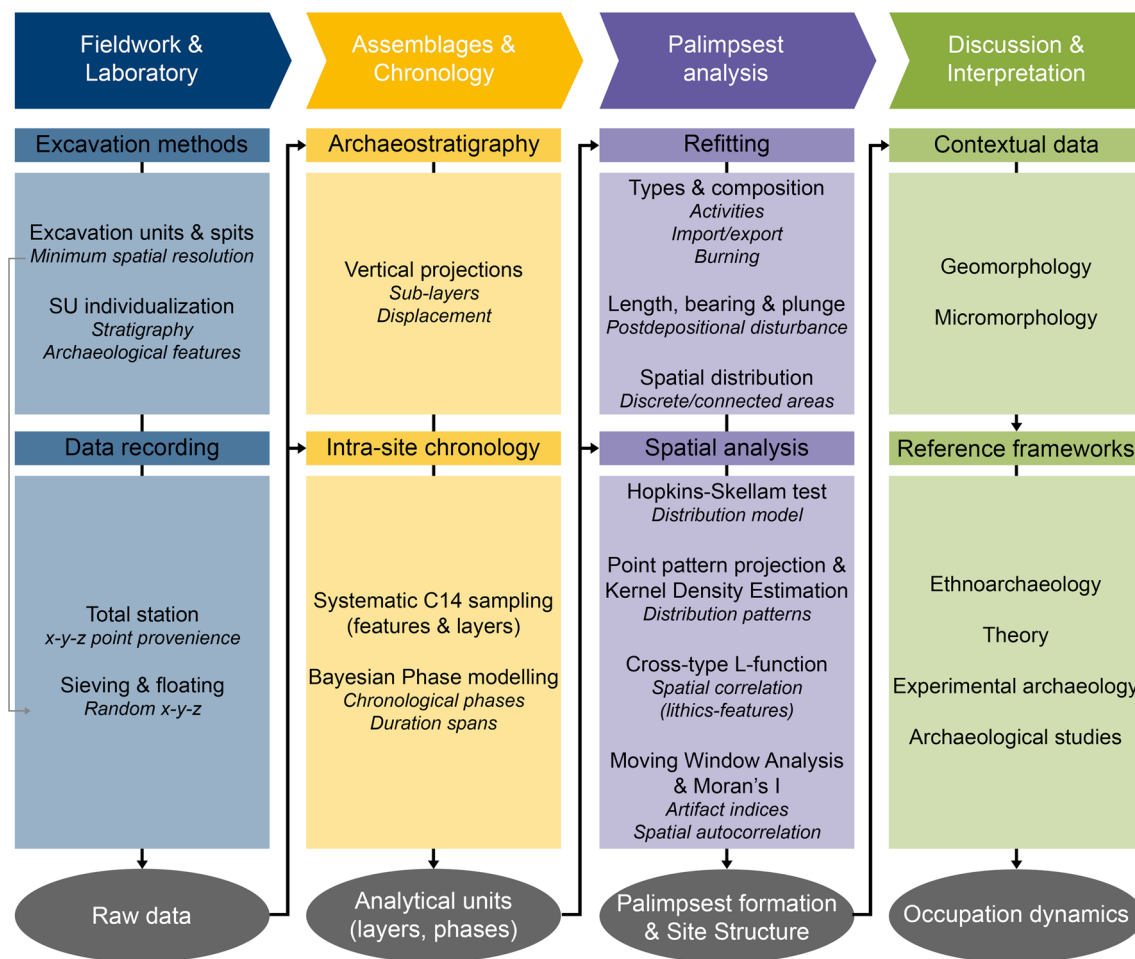 Fieldwork &
Laboratory
Assemblages &
Chronology
Palimpsest
analysis
Discussion &
Interpretation
Excavation methods
Excavation units & spits
Minimum spatial resolution
SU individualization
Stratigraphy
Archaeological features
Data recording
Total station
x-y-z point provenience
Sieving & floating
Random x-y-z
Raw data
Archaeostratigraphy
Vertical projections
Sub-layers
Displacement
Intra-site chronology
Systematic C14 sampling
(features & layers)
Bayesian Phase modelling
Chronological phases
Duration spans
Analytical units
(layers, phases)
Refitting
Types & composition
Activities
Import/export
Burning
Length, bearing & plunge
Postdepositional disturbance
Spatial distribution
Discrete/connected areas
Spatial analysis
Hopkins-Skellam test
Distribution model
Point pattern projection &
Kernel Density Estimation
Distribution patterns
Cross-type L-function
Spatial correlation
(lithics-features)
Moving Window Analysis
& Moran's I
Artifact indices
Spatial autocorrelation
Palimpsest formation
& Site Structure
Contextual data
Geomorphology
Micromorphology
Reference frameworks
Ethnoarchaeology
Theory
Experimental archaeology
Archaeological studies
Occupation dynamics